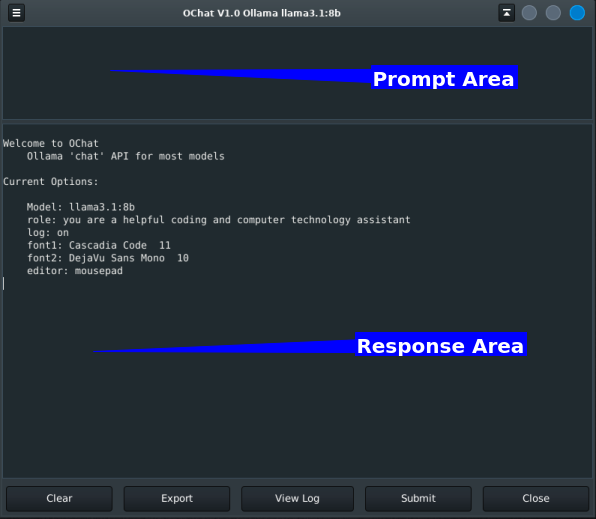 OChat V1.0 Ollama llama3.1:8b
Prompt Area
Welcome to OChat
Ollama 'chat' API for most models
Current Options:
Model: llama3.1:8b
role: you are a helpful coding and computer technology assistant
log: on
font1: Cascadia Code  11
font2: DejaVu Sans Mono  10
editor: mousepad
Response Area
Clear Export View Log Submit Close